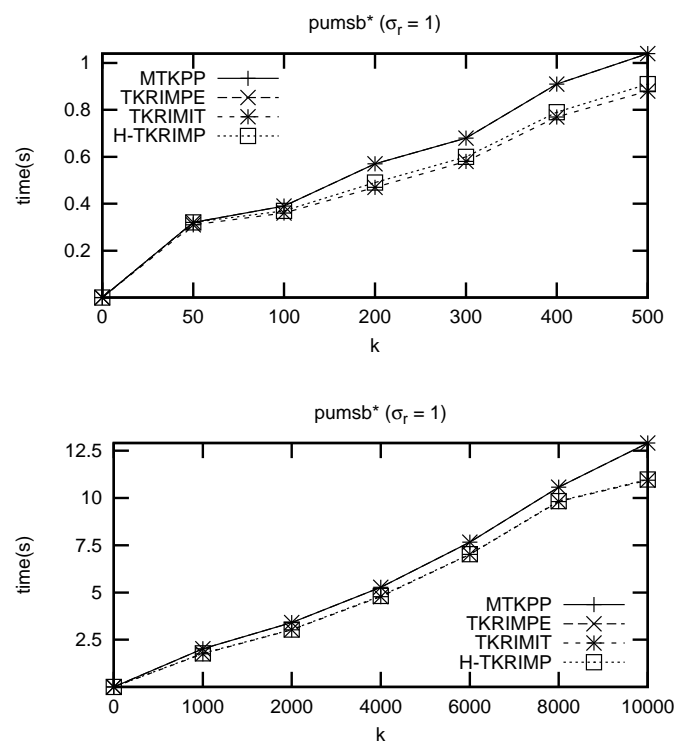 pumsb* (σr = 1)
1
0.8
0.6
0.4
0.2
time(s)
MTKPP
TKRIMPE
TKRIMIT
H-TKRIMP
0 50 100 200 300 400 500
k
pumsb* (σr = 1)
12.5
10
7.5
5
2.5
time(s)
MTKPP
TKRIMPE
TKRIMIT
H-TKRIMP
0 1000 2000 4000 6000 8000 10000
k